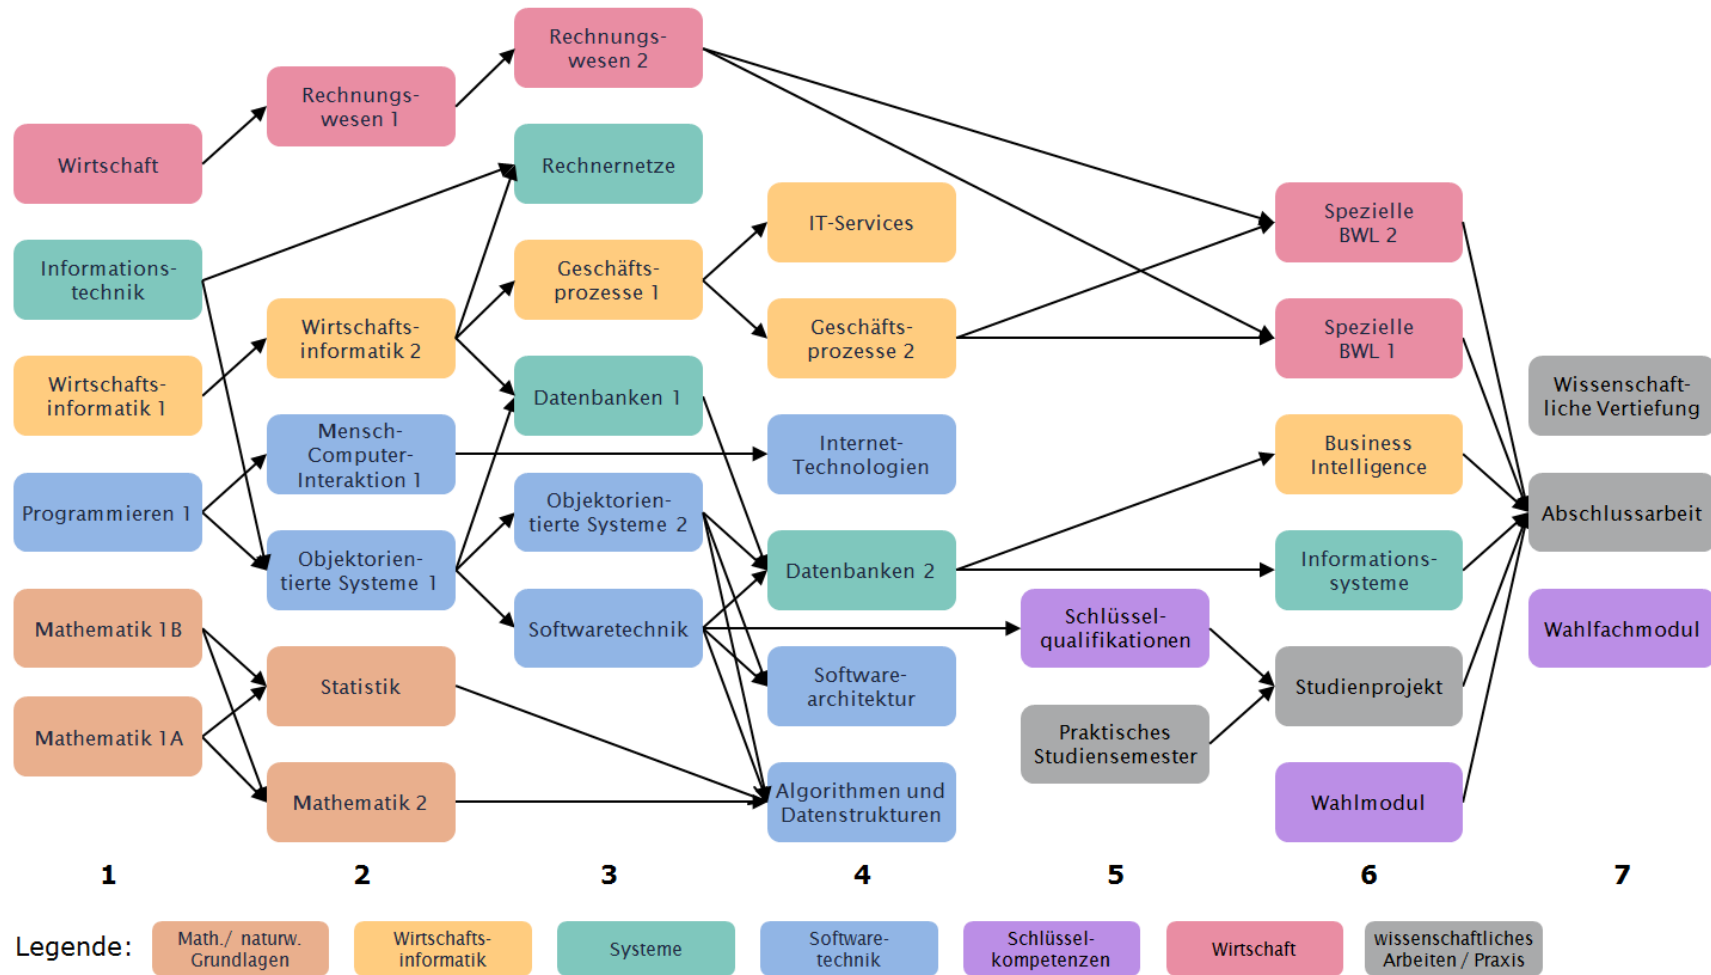 Wirtschaft
Informations-
technik
Wirtschafts-
informatik 1
Programmieren 1
Mathematik 1B
Mathematik 1A
Rechnungs-
wesen 1
Wirtschafts-
informatik 2
Mensch-
Computer-
Interaktion 1
Objektorien-
tierte Systeme 1
Statistik
Mathematik 2
Rechnungs-
wesen 2
Rechnernetze
Geschäfts-
prozesse 1
Datenbanken 1
Objektorien-
tierte Systeme 2
Softwaretechnik
IT-Services
Geschäfts-
prozesse 2
Internet-
Technologien
Datenbanken 2
Software-
architektur
Algorithmen und
Datenstrukturen
Schlüssel-
qualifikationen
Praktisches
Studiensemester
Spezielle
BWL 2
Spezielle
BWL 1
Business
Intelligence
Informations-
systeme
Studienprojekt
Wahlmodul
Wissenschaft-
liche Vertiefung
Abschlussarbeit
Wahlfachmodul
1 2 3 4 5 6 7
Legende:
Math./ naturw.
Grundlagen
Wirtschafts-
informatik
Systeme
Software-
technik
Schlüssel-
kompetenzen
Wirtschaft
wissenschaftliches
Arbeiten / Praxis